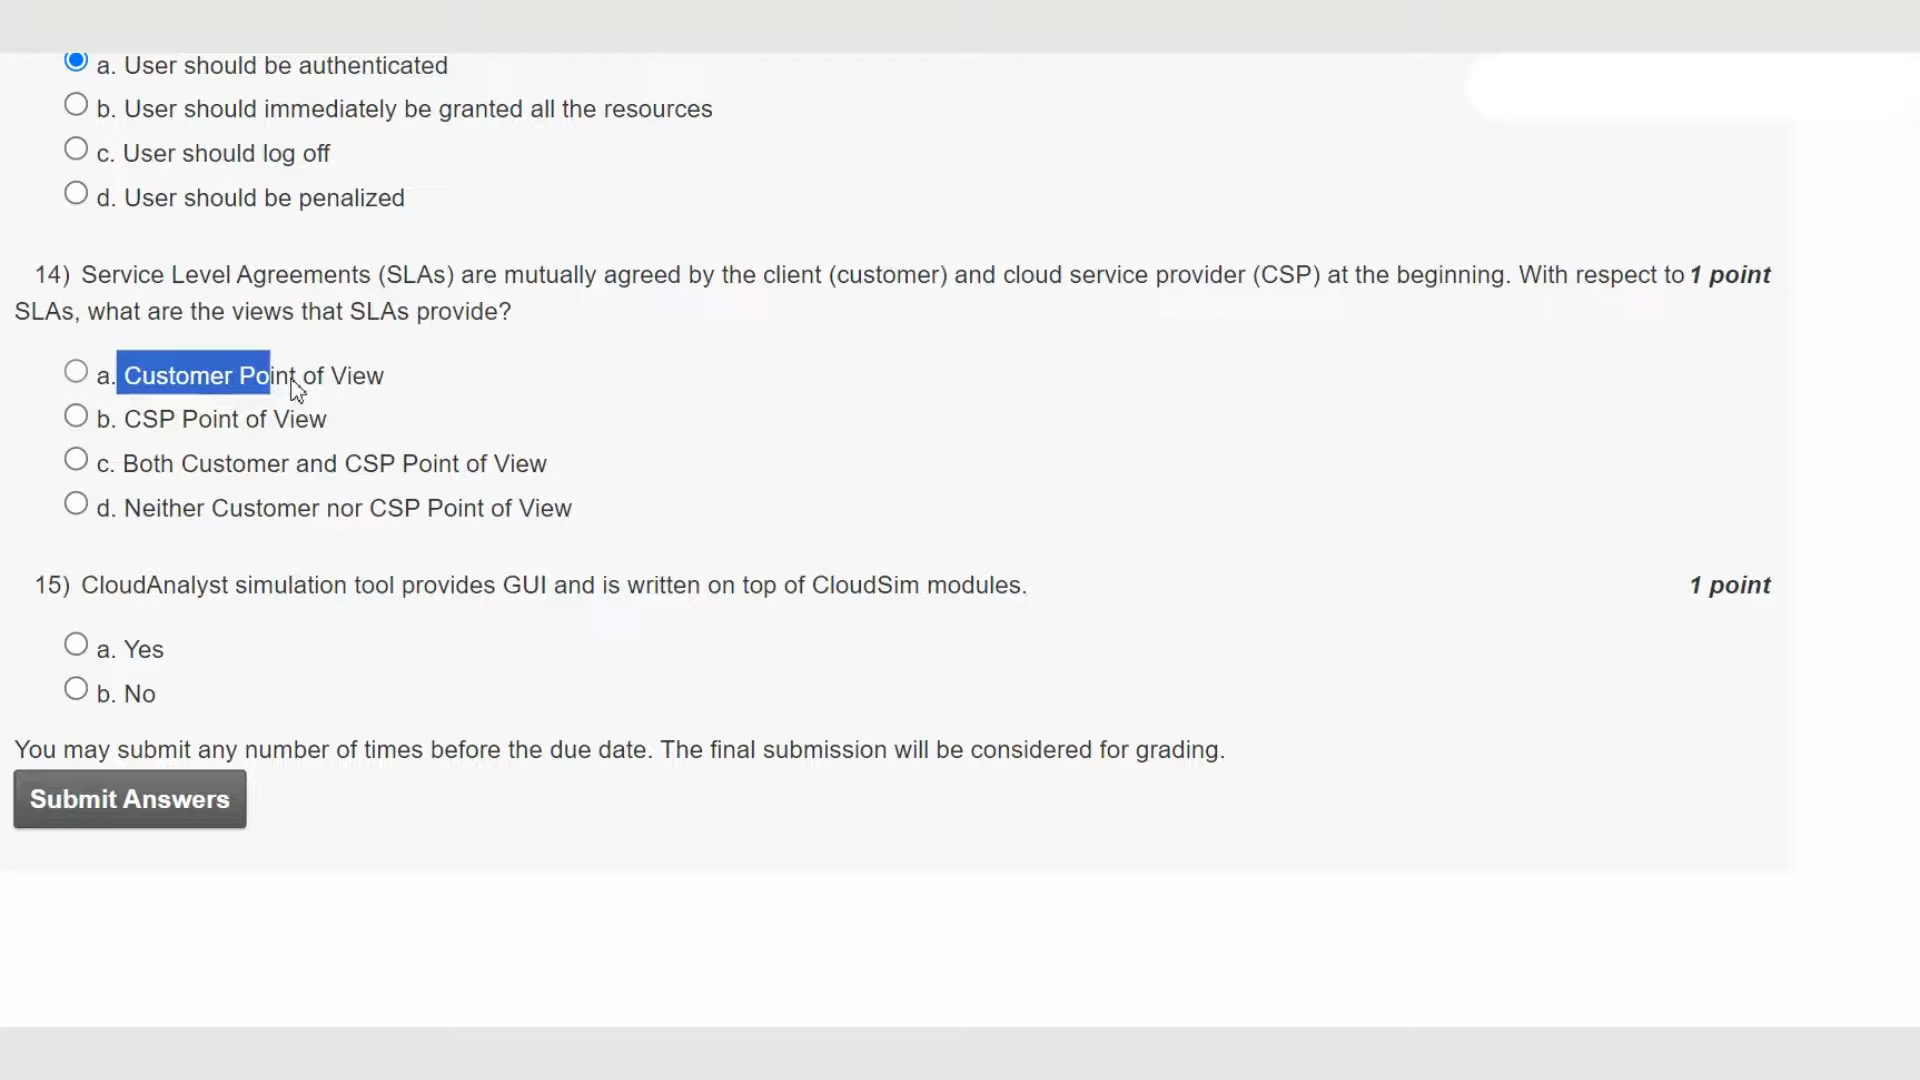 a. User should be authenticated
b. User should immediately be granted all the resources
c. User should log off
d. User should be penalized
14) Service Level Agreements (SLAs) are mutually agreed by the client (customer) and cloud service provider (CSP) at the beginning. With respect to 1 point
SLAs, what are the views that SLAs provide?
a. Customer Point of View
b. CSP Point of View
c. Both Customer and CSP Point of View
d. Neither Customer nor CSP Point of View
15) CloudAnalyst simulation tool provides GUI and is written on top of CloudSim modules. 1 point
a. Yes
b. No
You may submit any number of times before the due date. The final submission will be considered for grading.
Submit Answers